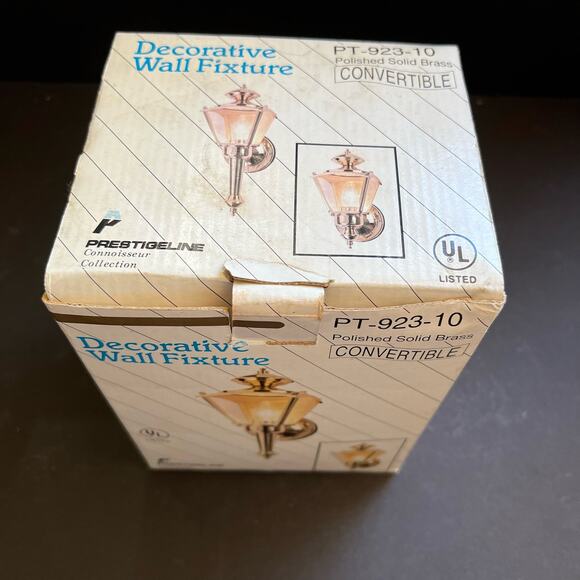 Decorative
Wall Fixture
PT-923-10
Polished Solid Brass
CONVERTIBLE
PRESTIGELINE
Connoisseur
Collection
UL
®
LISTED
Decorative
Wall Fixture
PT-923-10
Polished Solid Brass
CONVERTIBLE
UL